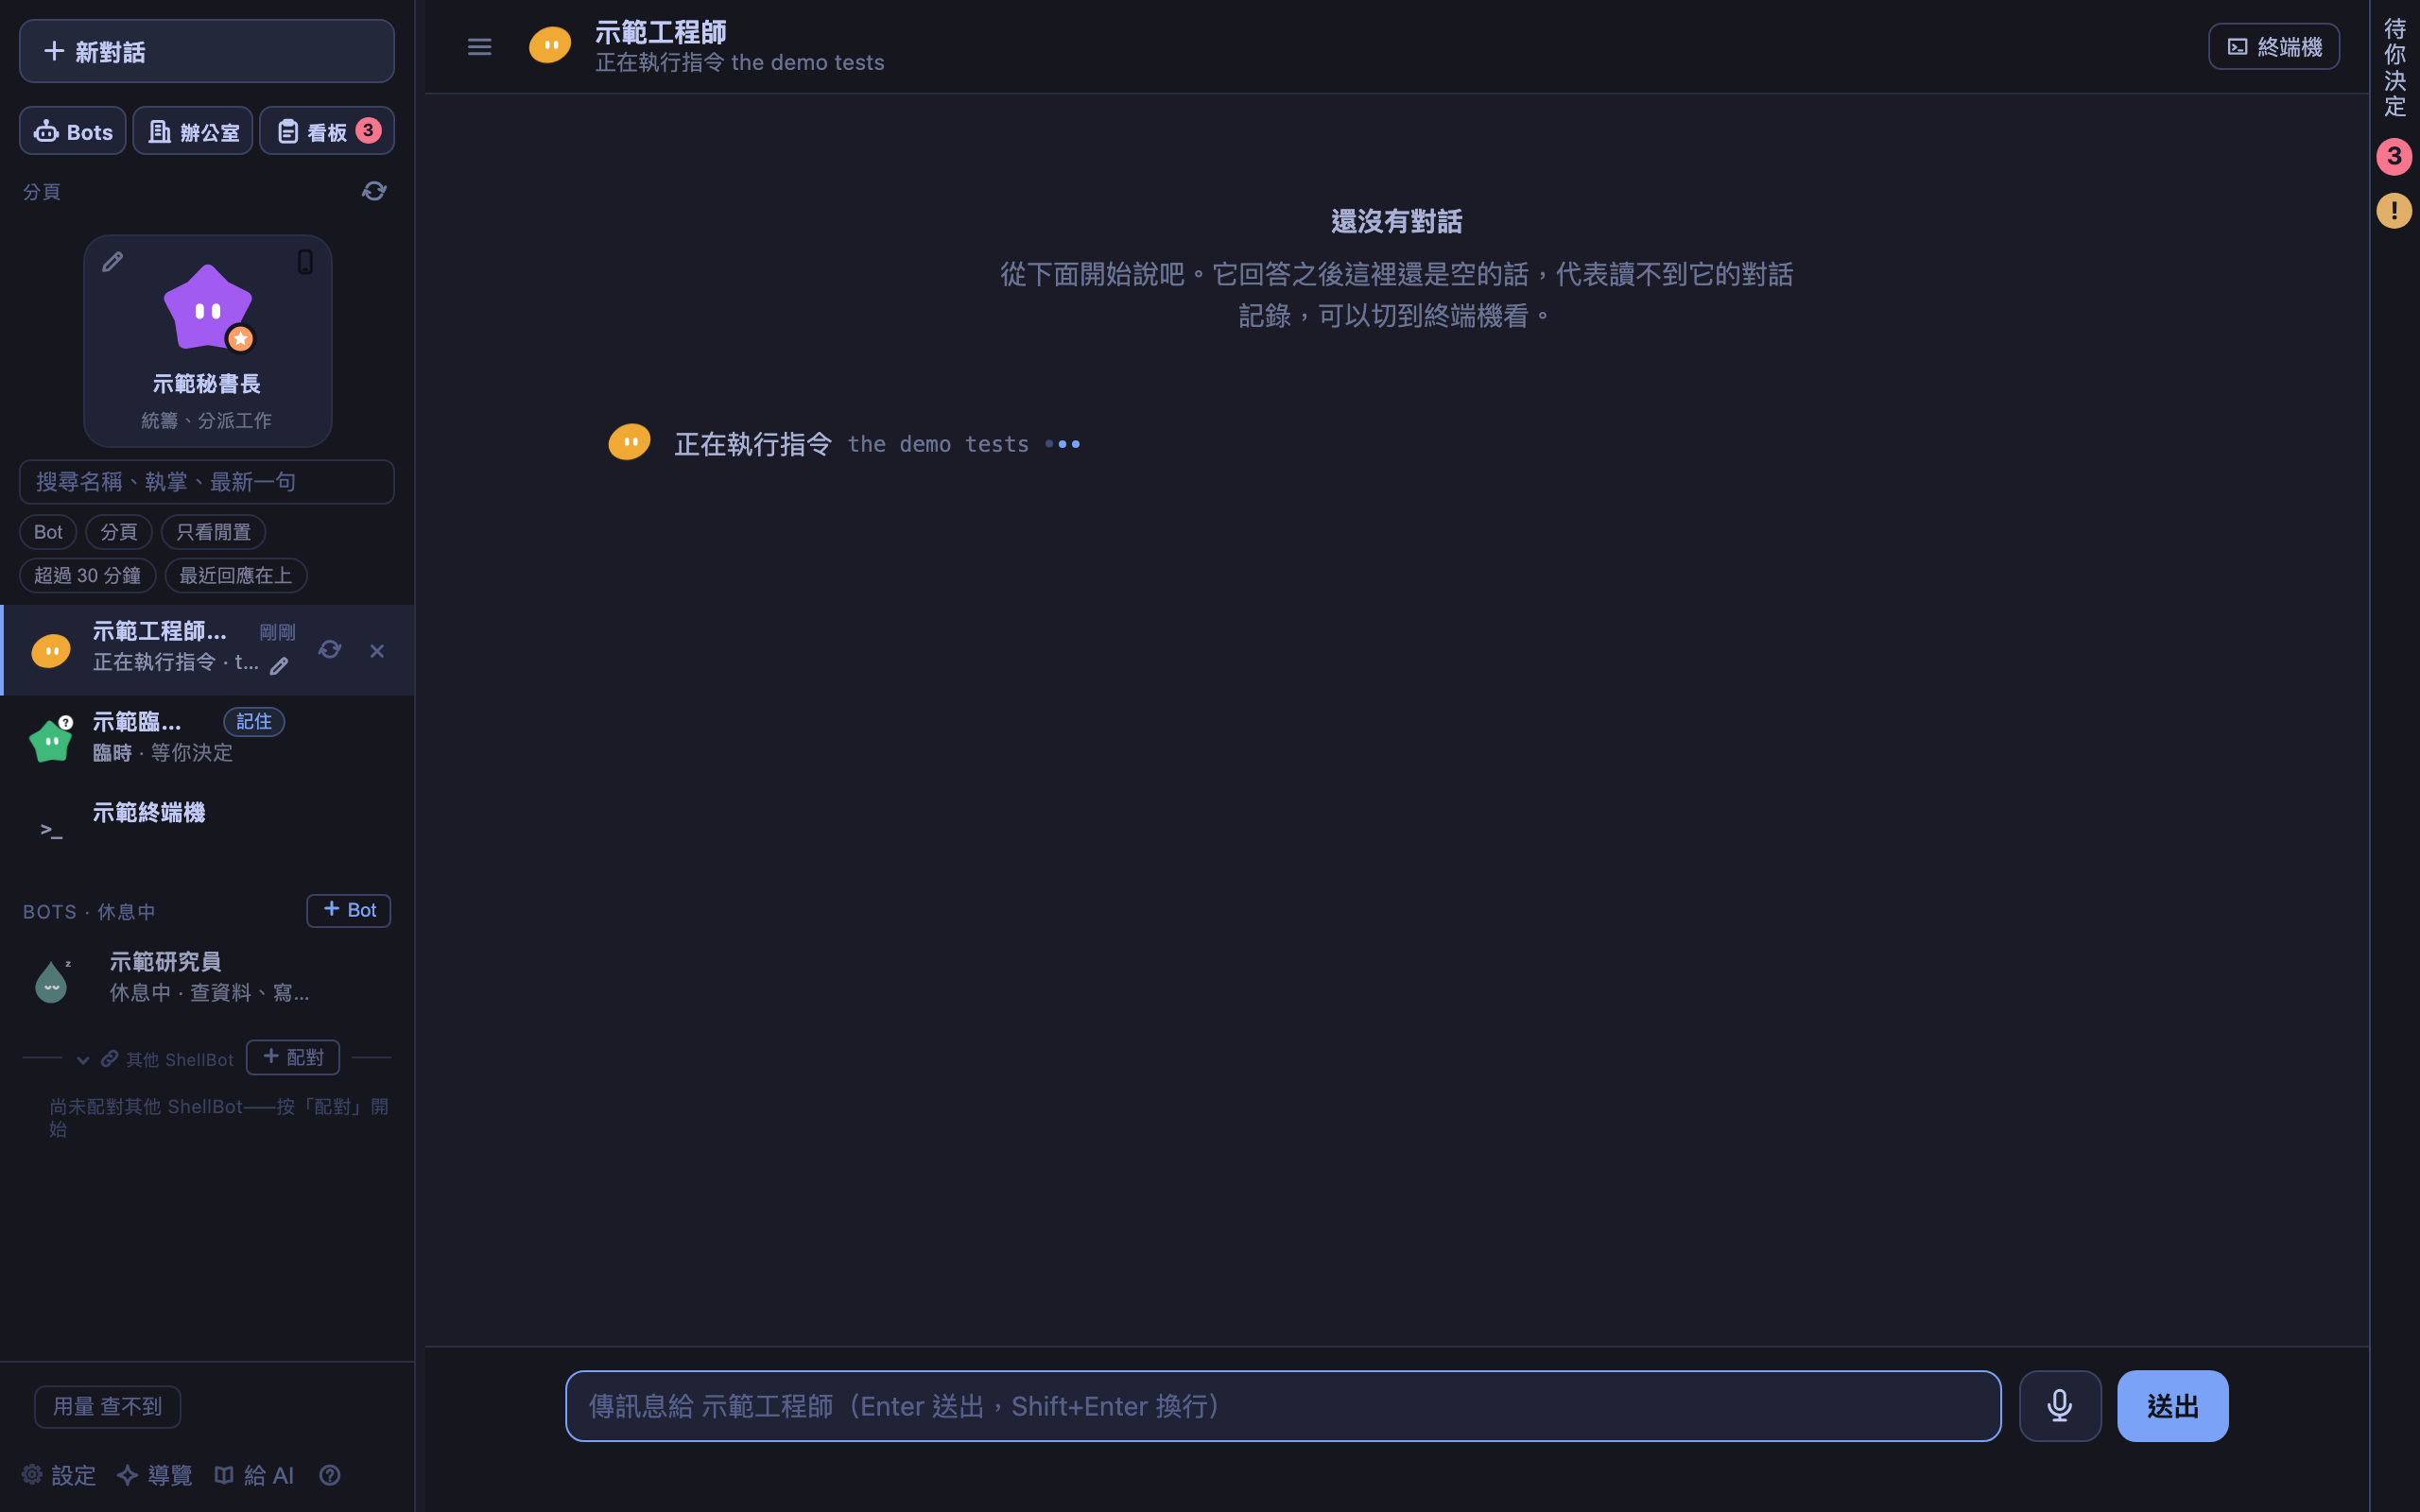 新對話
Bots
辦公室
看板 3
分頁
示範秘書長
統籌、分派工作
搜尋名稱、執掌、最新一句
Bot
分頁
只看閒置
超過 30 分鐘
最近回應在上
示範工程師...
剛剛
正在執行指令 · t...
示範臨...
記住
臨時 · 等你決定
>_
示範終端機
BOTS · 休息中
+ Bot
示範研究員
休息中 · 查資料、寫...
其他 ShellBot
+ 配對
尚未配對其他 ShellBot——按「配對」開
始
用量 查不到
設定
導覽
給 AI
示範工程師
正在執行指令 the demo tests
終端機
還沒有對話
從下面開始說吧。它回答之後這裡還是空的話，代表讀不到它的對話
記錄，可以切到終端機看。
正在執行指令 the demo tests
傳訊息給 示範工程師（Enter 送出，Shift+Enter 換行）
送出
待你決定
3
!